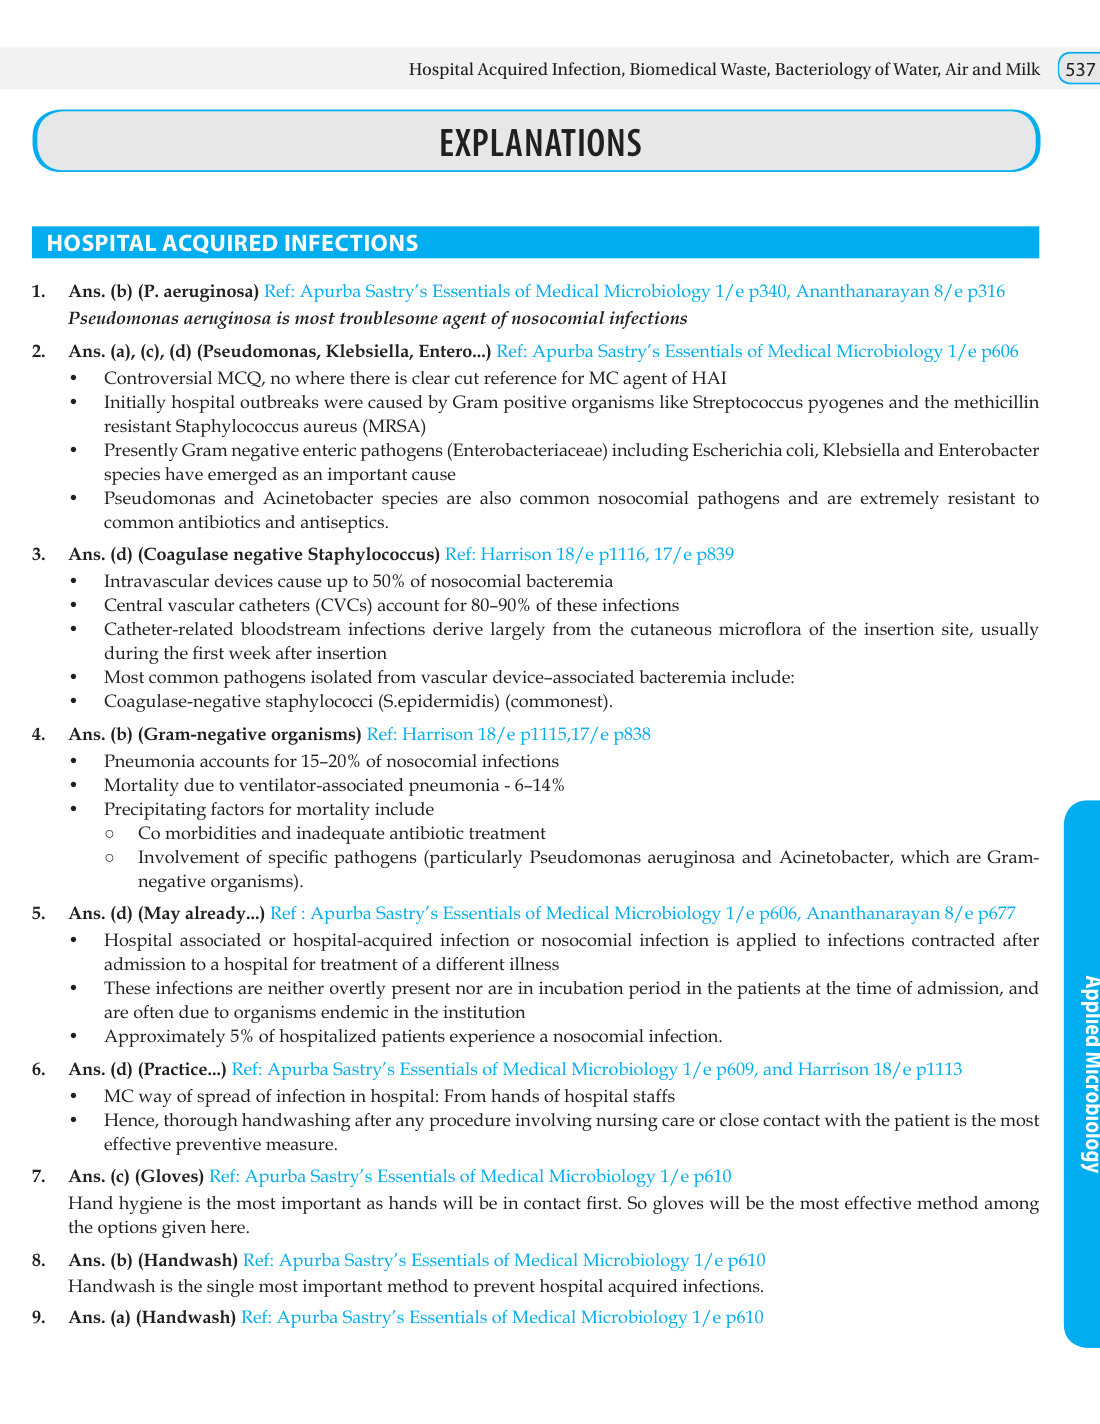 Hospital Acquired Infection, Biomedical Waste, Bacteriology of Water, Air and Milk 537
EXPLANATIONS
HOSPITAL ACQUIRED INFECTIONS
1. Ans. (b) (P. aeruginosa) Ref: Apurba Sastry's Essentials of Medical Microbiology 1/e p340, Ananthanarayan 8/e p316
Pseudomonas aeruginosa is most troublesome agent of nosocomial infections
2. Ans. (a), (c), (d) (Pseudomonas, Klebsiella, Entero...) Ref: Apurba Sastry's Essentials of Medical Microbiology 1/e p606
• Controversial MCQ, no where there is clear cut reference for MC agent of HAI
• Initially hospital outbreaks were caused by Gram positive organisms like Streptococcus pyogenes and the methicillin
resistant Staphylococcus aureus (MRSA)
• Presently Gram negative enteric pathogens (Enterobacteriaceae) including Escherichia coli, Klebsiella and Enterobacter
species have emerged as an important cause
• Pseudomonas and Acinetobacter species are also common nosocomial pathogens and are extremely resistant to
common antibiotics and antiseptics.
3. Ans. (d) (Coagulase negative Staphylococcus) Ref: Harrison 18/e p1116, 17/e p839
• Intravascular devices cause up to 50% of nosocomial bacteremia
• Central vascular catheters (CVCs) account for 80–90% of these infections
• Catheter-related bloodstream infections derive largely from the cutaneous microflora of the insertion site, usually
during the first week after insertion
• Most common pathogens isolated from vascular device–associated bacteremia include:
• Coagulase-negative staphylococci (S.epidermidis) (commonest).
4. Ans. (b) (Gram-negative organisms) Ref: Harrison 18/e p1115,17/e p838
• Pneumonia accounts for 15–20% of nosocomial infections
• Mortality due to ventilator-associated pneumonia - 6–14%
• Precipitating factors for mortality include
○ Co morbidities and inadequate antibiotic treatment
○ Involvement of specific pathogens (particularly Pseudomonas aeruginosa and Acinetobacter, which are Gram-
negative organisms).
5. Ans. (d) (May already...) Ref : Apurba Sastry's Essentials of Medical Microbiology 1/e p606, Ananthanarayan 8/e p677
• Hospital associated or hospital-acquired infection or nosocomial infection is applied to infections contracted after
admission to a hospital for treatment of a different illness
• These infections are neither overtly present nor are in incubation period in the patients at the time of admission, and
are often due to organisms endemic in the institution
• Approximately 5% of hospitalized patients experience a nosocomial infection.
6. Ans. (d) (Practice...) Ref: Apurba Sastry's Essentials of Medical Microbiology 1/e p609, and Harrison 18/e p1113
• MC way of spread of infection in hospital: From hands of hospital staffs
• Hence, thorough handwashing after any procedure involving nursing care or close contact with the patient is the most
effective preventive measure.
7. Ans. (c) (Gloves) Ref: Apurba Sastry's Essentials of Medical Microbiology 1/e p610
Hand hygiene is the most important as hands will be in contact first. So gloves will be the most effective method among
the options given here.
8. Ans. (b) (Handwash) Ref: Apurba Sastry's Essentials of Medical Microbiology 1/e p610
Handwash is the single most important method to prevent hospital acquired infections.
9. Ans. (a) (Handwash) Ref: Apurba Sastry's Essentials of Medical Microbiology 1/e p610
Applied Microbiology